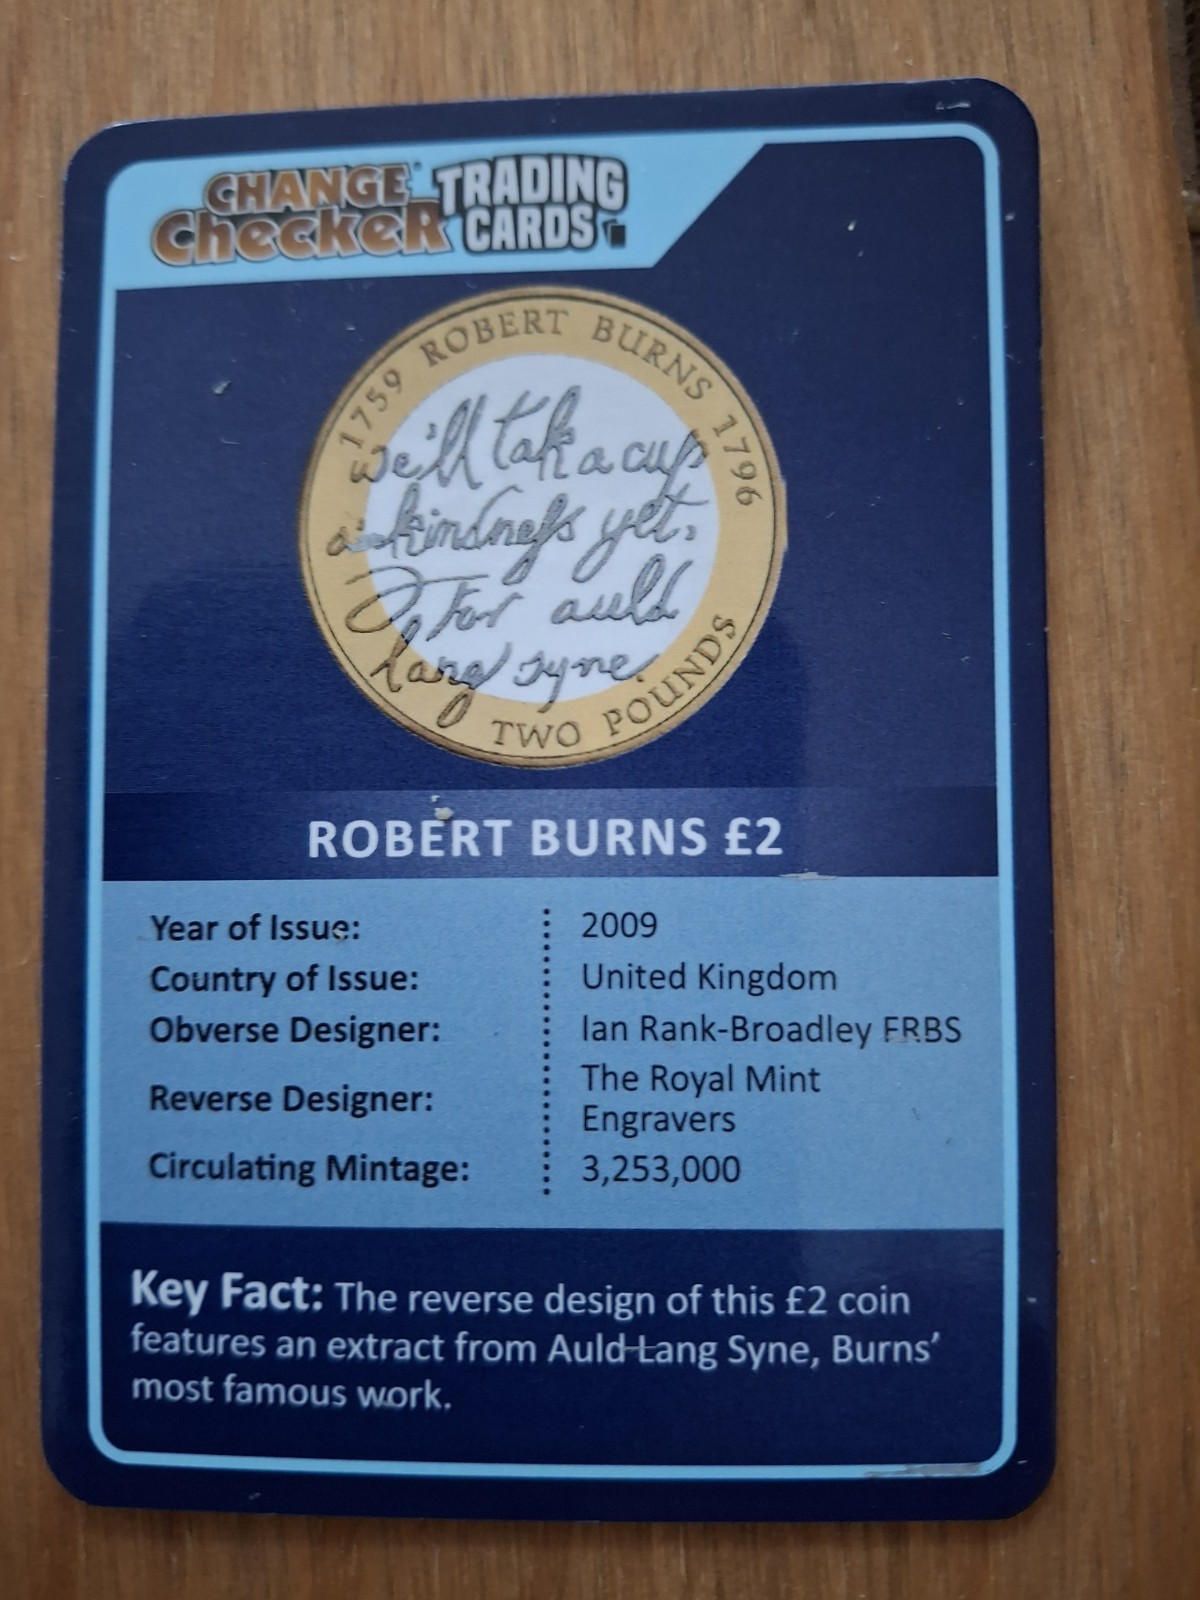 CHANGE CHecKeR TRADING CARDS
1759 ROBERT BURNS 1796
we'll tak a cup
o' kindness yet,
for auld
lang syne.
TWO POUNDS
ROBERT BURNS £2
Year of Issue: 2009
Country of Issue: United Kingdom
Obverse Designer: Ian Rank-Broadley FRBS
Reverse Designer: The Royal Mint Engravers
Circulating Mintage: 3,253,000
Key Fact: The reverse design of this £2 coin
features an extract from Auld Lang Syne, Burns'
most famous work.